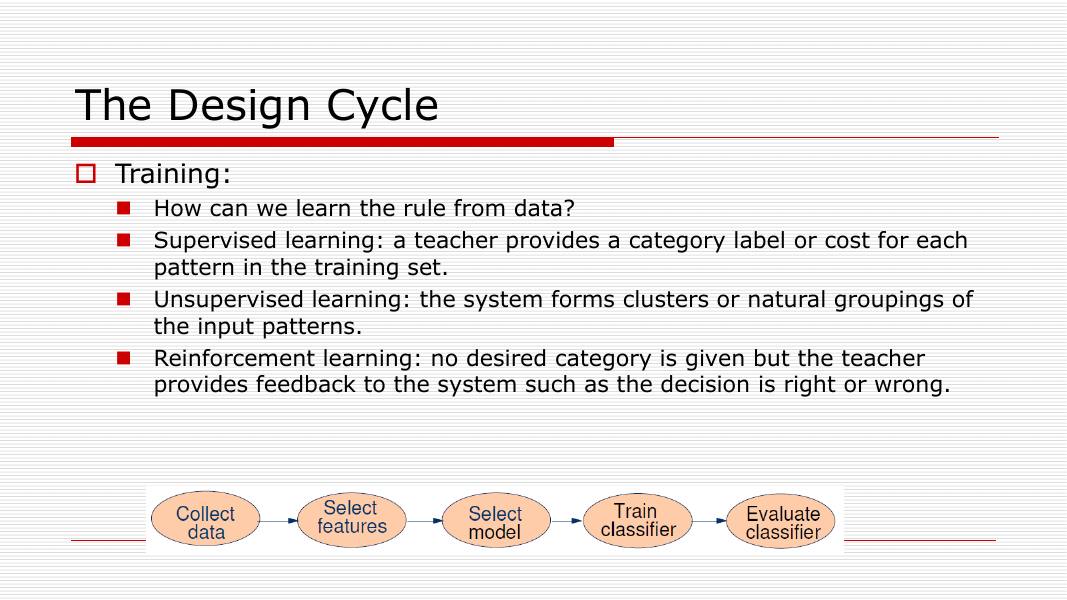 The Design Cycle
Training:
How can we learn the rule from data?
Supervised learning: a teacher provides a category label or cost for each
pattern in the training set.
Unsupervised learning: the system forms clusters or natural groupings of
the input patterns.
Reinforcement learning: no desired category is given but the teacher
provides feedback to the system such as the decision is right or wrong.
Collect
data
Select
features
Select
model
Train
classifier
Evaluate
classifier